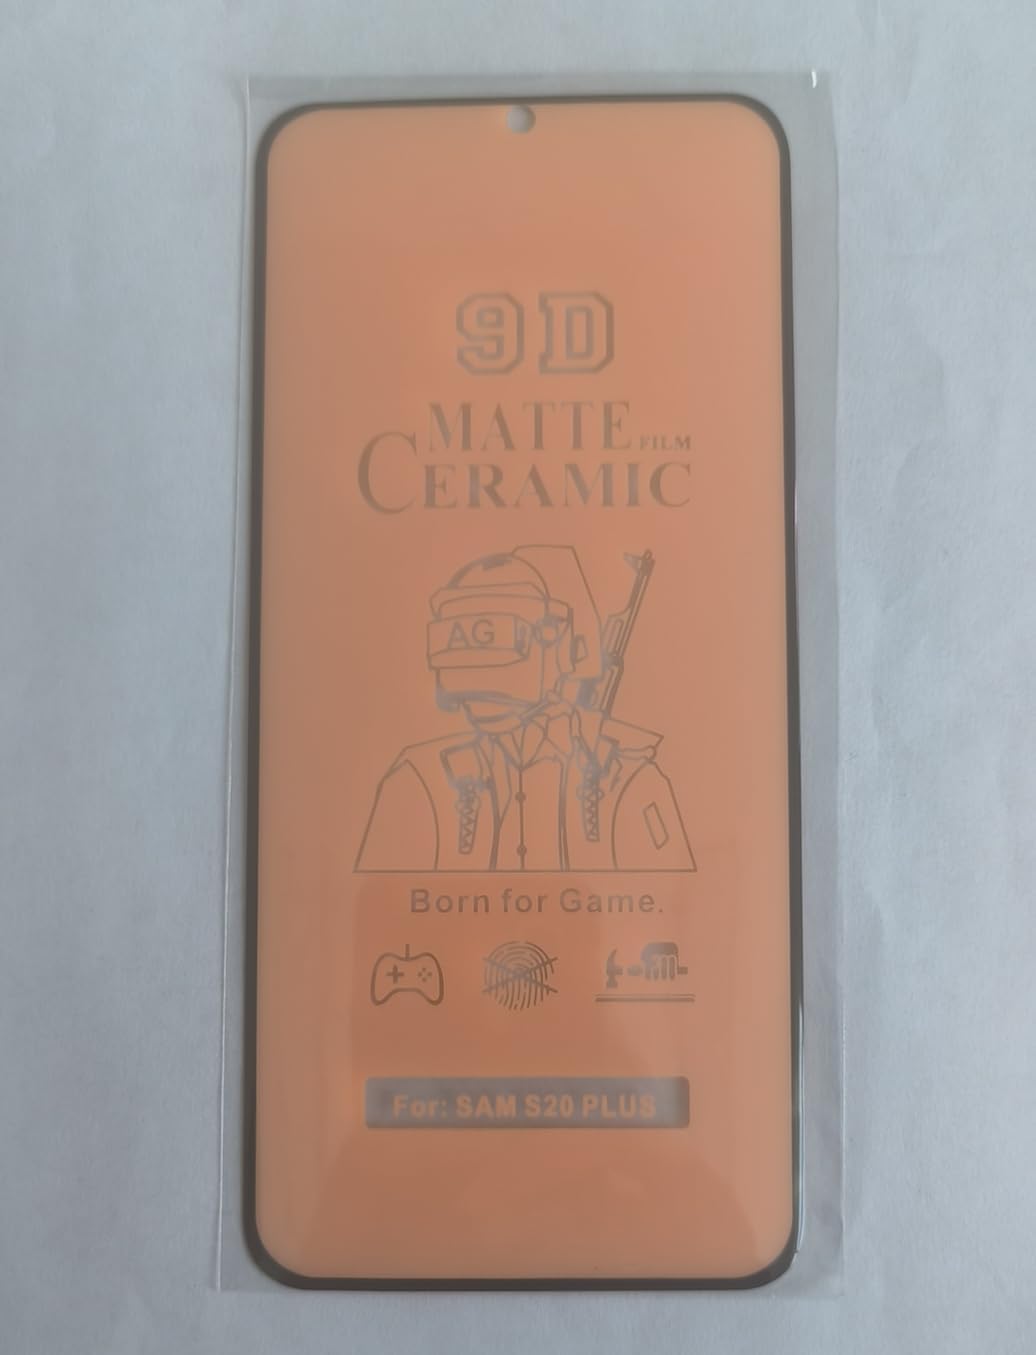 9D
MATTE FILM
CERAMIC
AG
Born for Game.
For: SAM S20 PLUS